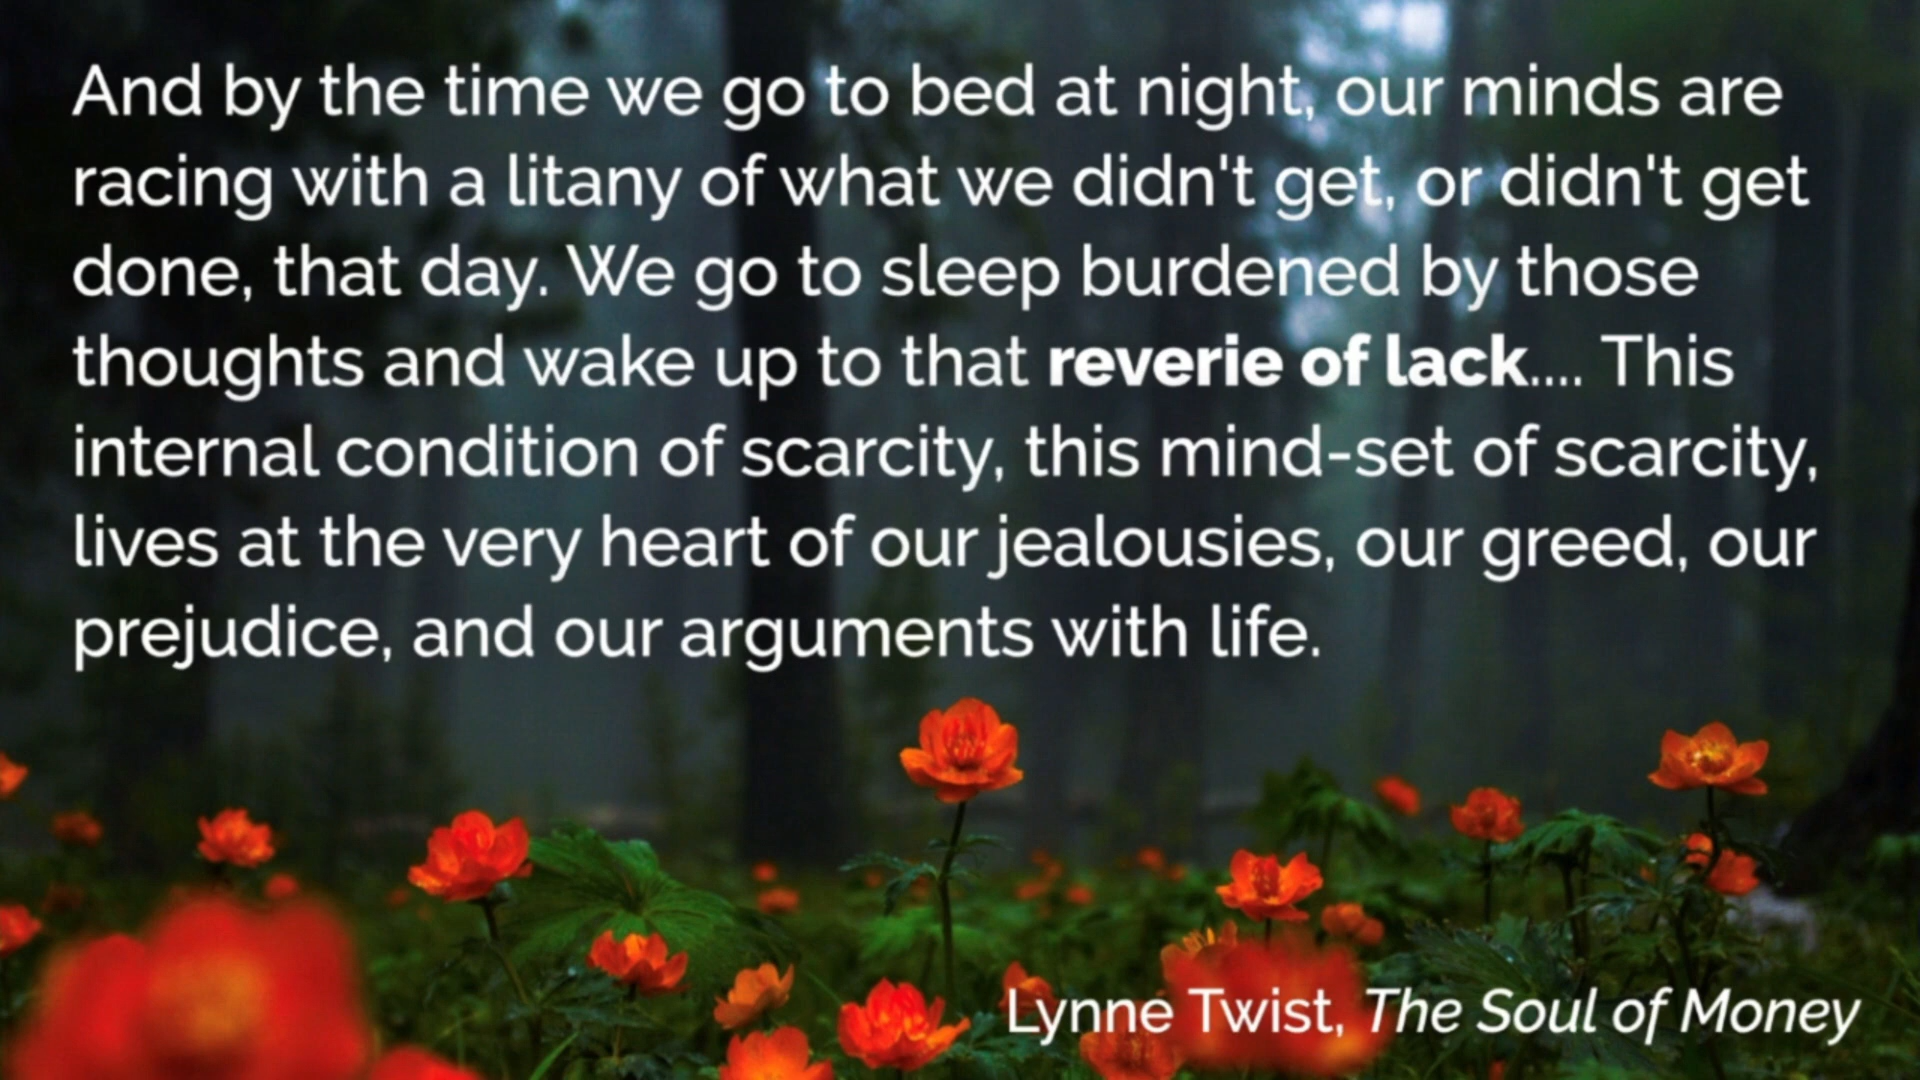 And by the time we go to bed at night, our minds are
racing with a litany of what we didn't get, or didn't get
done, that day. We go to sleep burdened by those
thoughts and wake up to that reverie of lack.... This
internal condition of scarcity, this mind-set of scarcity,
lives at the very heart of our jealousies, our greed, our
prejudice, and our arguments with life.
Lynne Twist, The Soul of Money